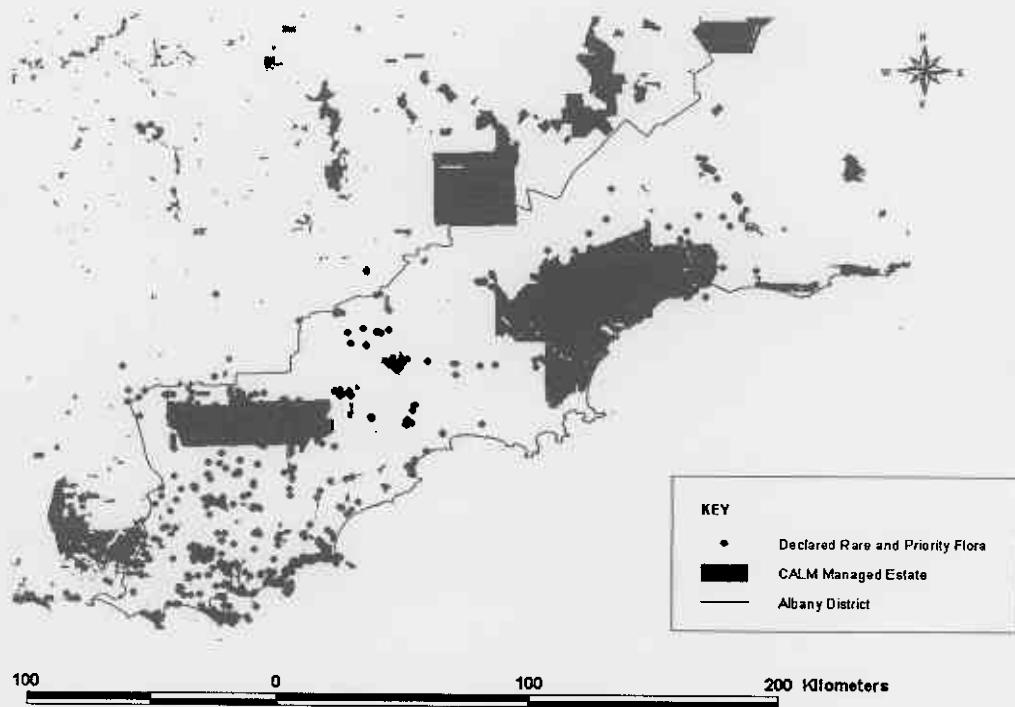 N
W
E
KEY
Declared Rare and Priority Flora
CALM Managed Estate
Albany District
100 0 100 200 Kilometers